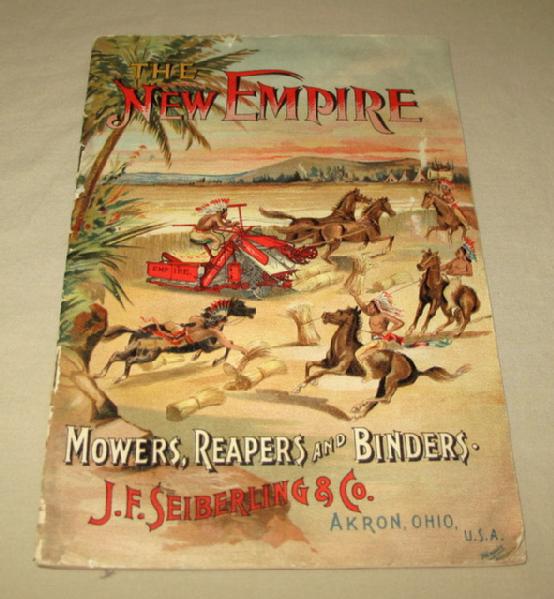 THE
NEW EMPIRE
EMPIRE.
MOWERS, REAPERS AND BINDERS.
J.F. SEIBERLING & CO.
AKRON, OHIO,
U.S.A.